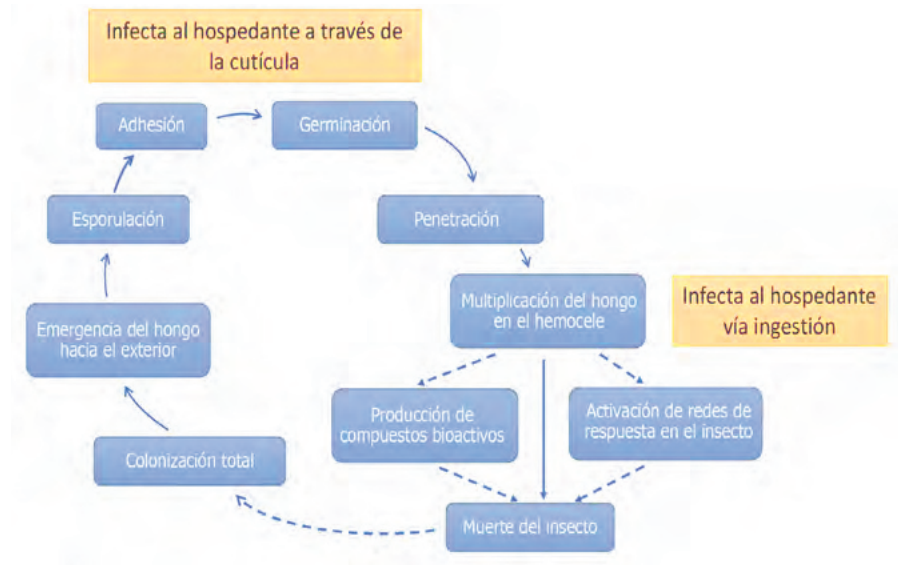 Infecta al hospedante a través de
la cutícula
Adhesión
Germinación
Esporulación
Penetración
Multiplicación del hongo
en el hemocele
Infecta al hospedante
vía ingestión
Emergencia del hongo
hacia el exterior
Producción de
compuestos bioactivos
Activación de redes de
respuesta en el insecto
Colonización total
Muerte del insecto